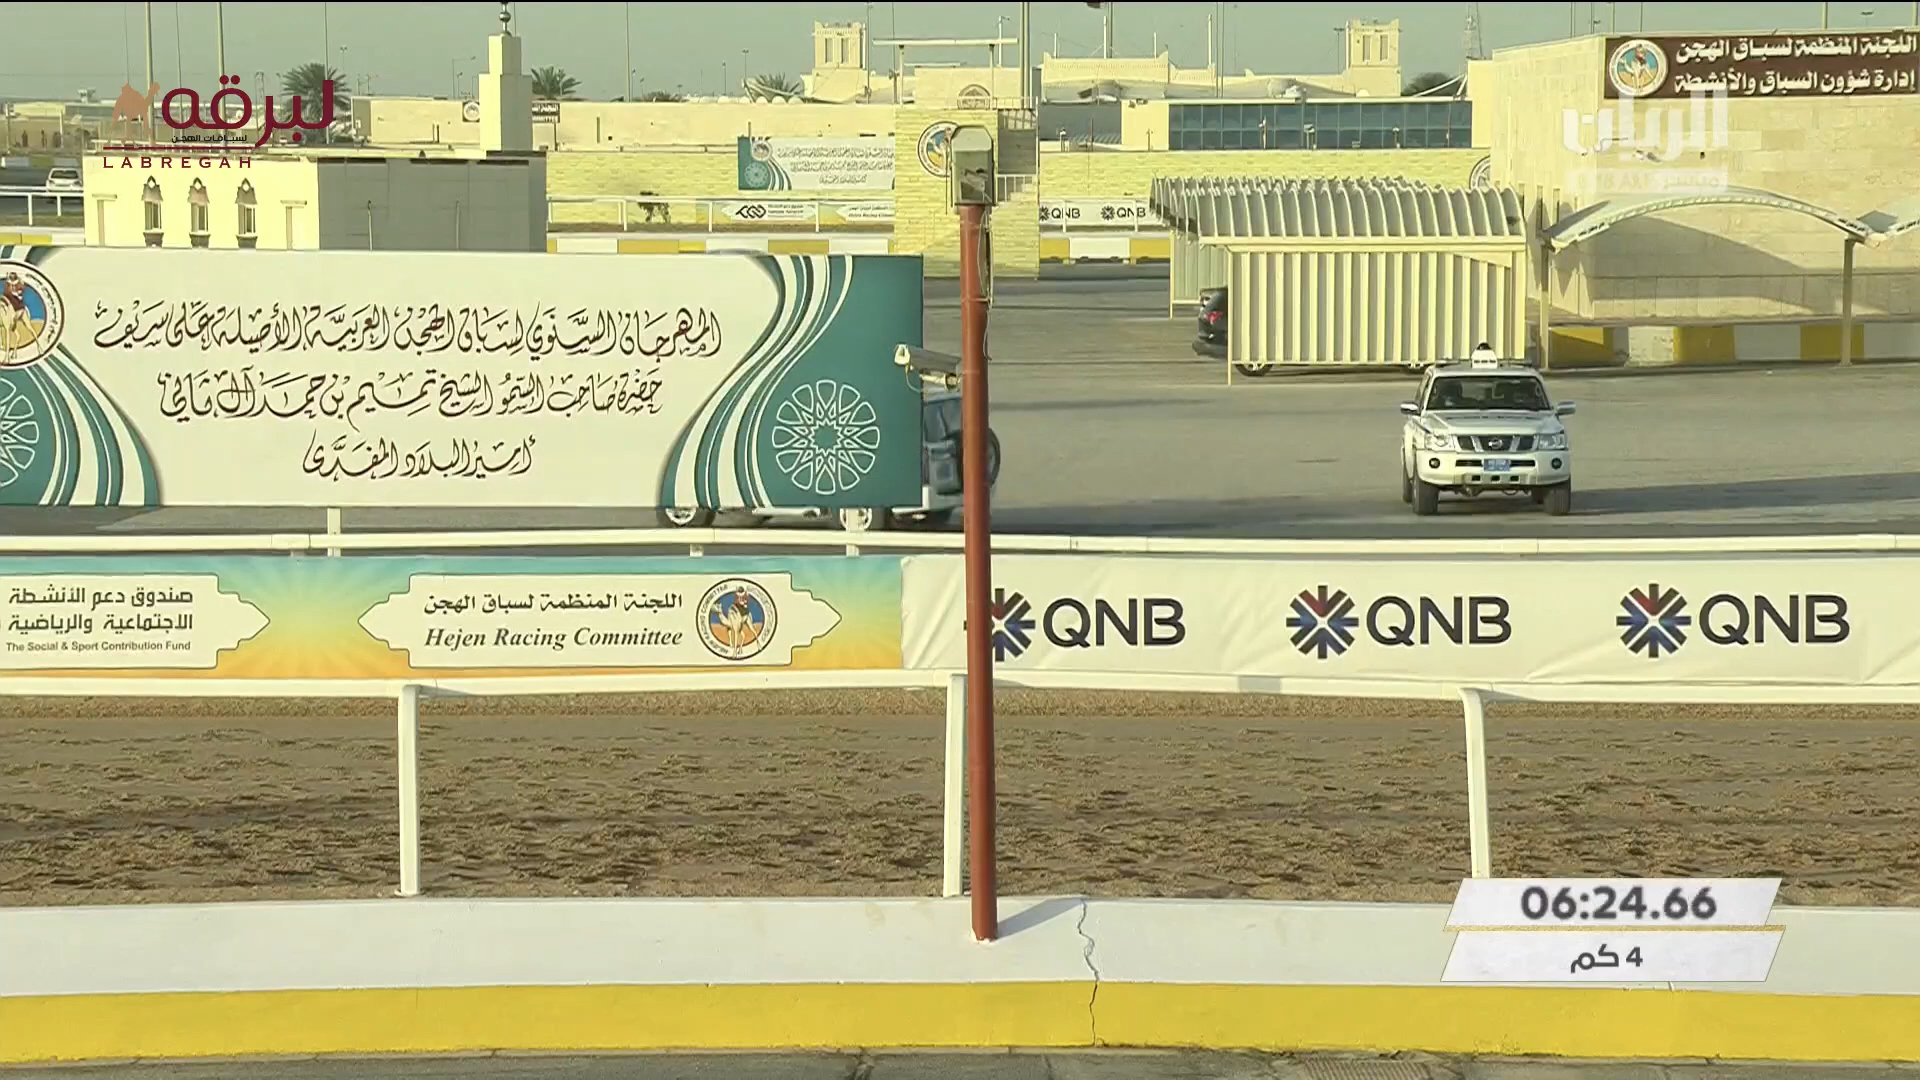 لبرقه
لسباقات الهجن
LABREGAH
اللجنة المنظمة لسباق الهجن
إدارة شؤون السباق والأنشطة
الريان
QNB
QNB
المهرجان السنوي لسباق الهجن العربية الأصيلة على سيف
حضرة صاحب السمو الشيخ تميم بن حمد آل ثاني
أمير البلاد المفدى
صندوق دعم الأنشطة
الاجتماعية والرياضية
The Social & Sport Contribution Fund
اللجنة المنظمة لسباق الهجن
Hejen Racing Committee
QNB
QNB
QNB
06:24.66
4 كم